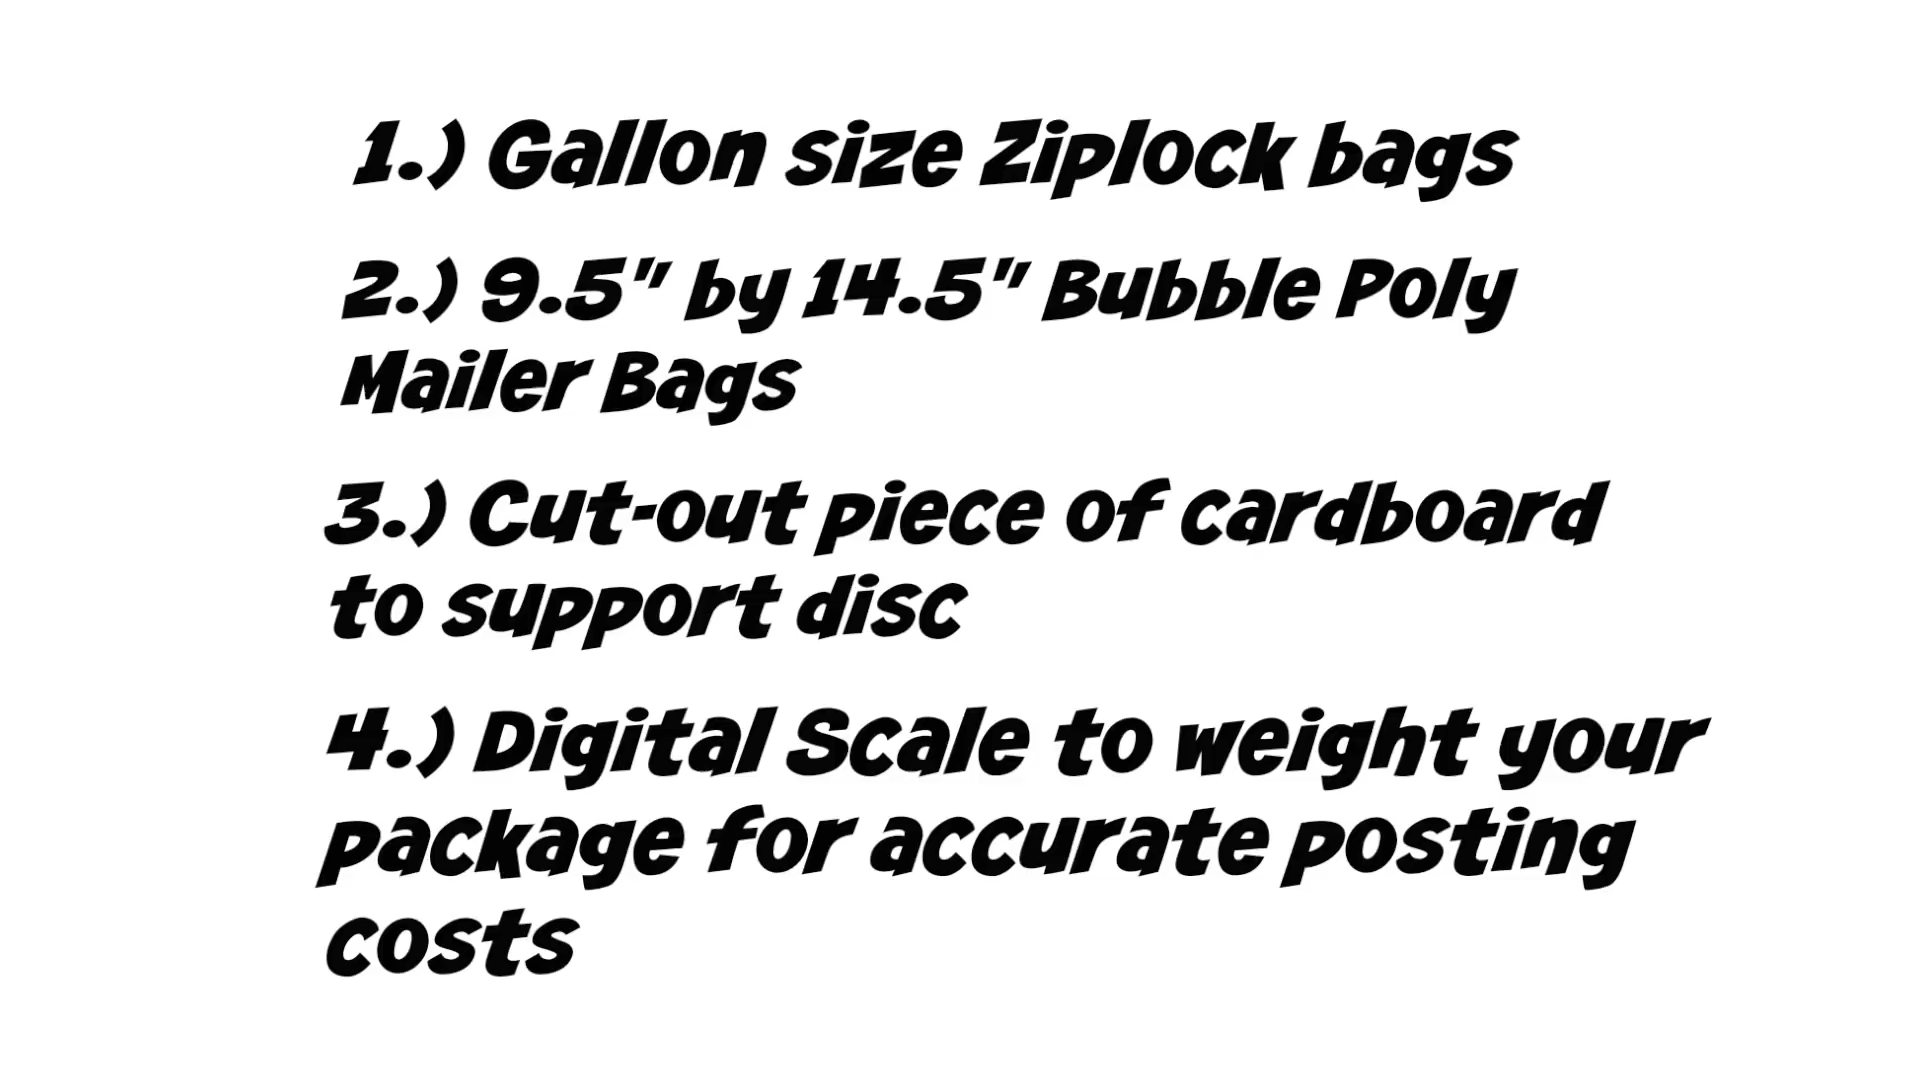 1.) Gallon size Ziplock bags
2.) 9.5" by 14.5" Bubble Poly
Mailer Bags
3.) Cut-out piece of cardboard
to support disc
4.) Digital Scale to weight your
package for accurate posting
costs